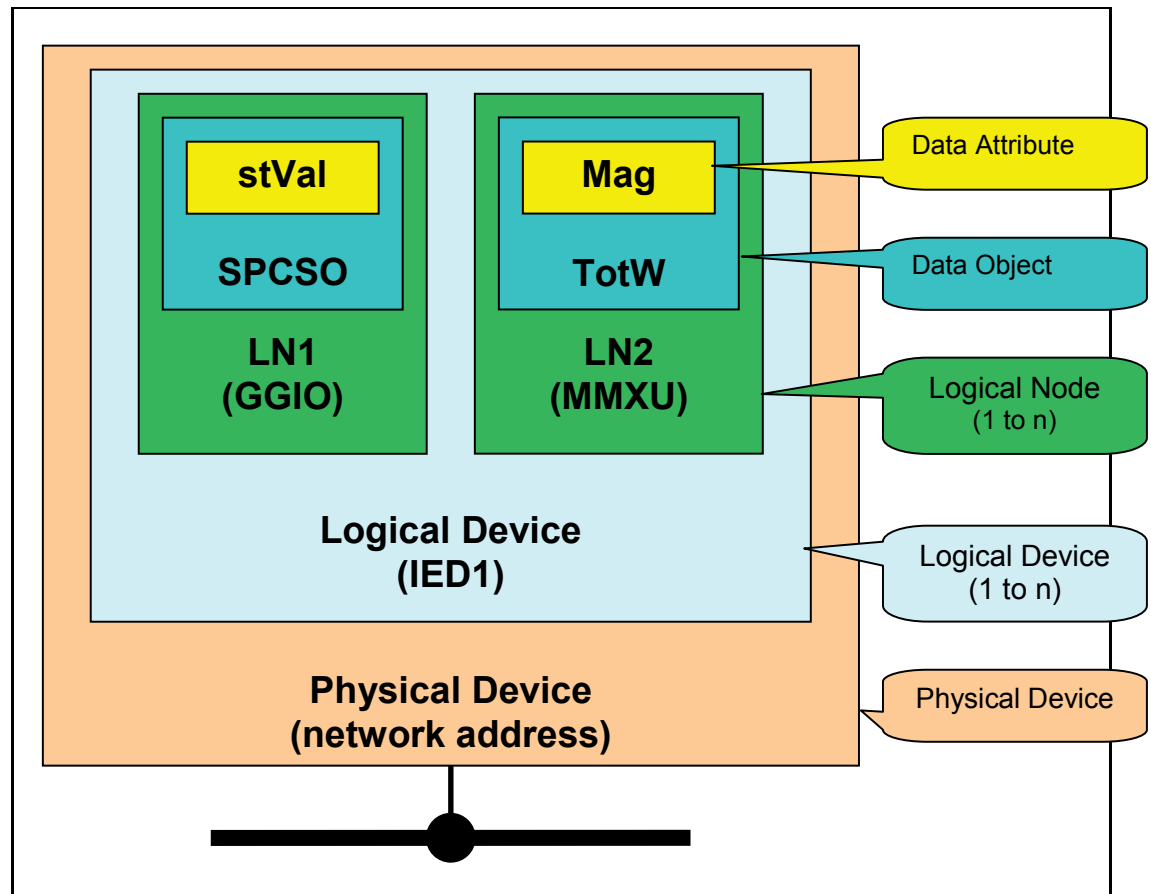 stVal
SPCSO
LN1
(GGIO)
Mag
TotW
LN2
(MMXU)
Logical Device
(IED1)
Physical Device
(network address)
Data Attribute
Data Object
Logical Node
(1 to n)
Logical Device
(1 to n)
Physical Device